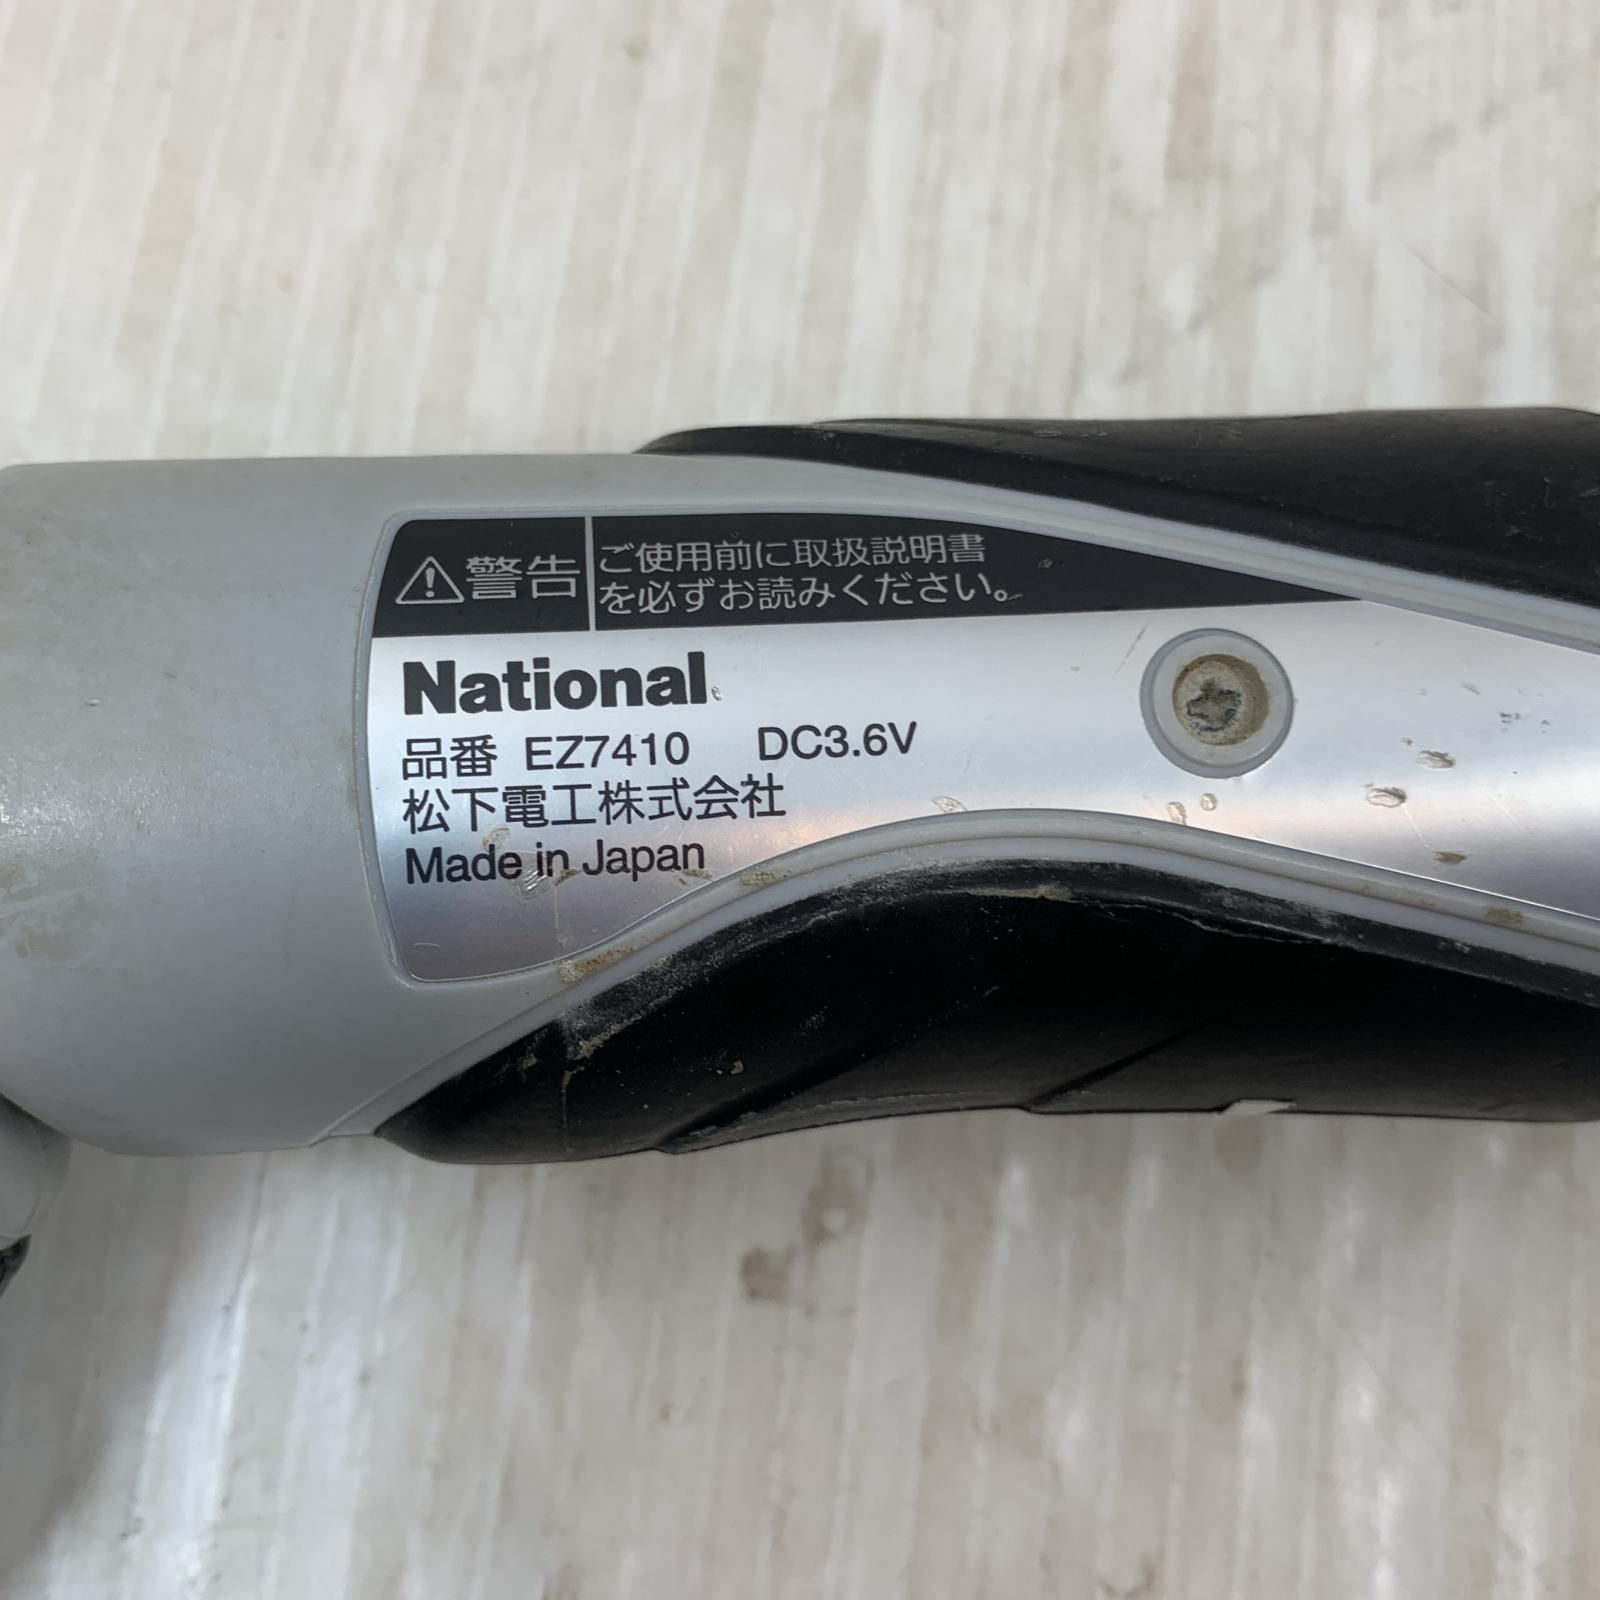 警告
ご使用前に取扱説明書
を必ずお読みください。
National
品番 EZ7410 DC3.6V
松下電工株式会社
Made in Japan